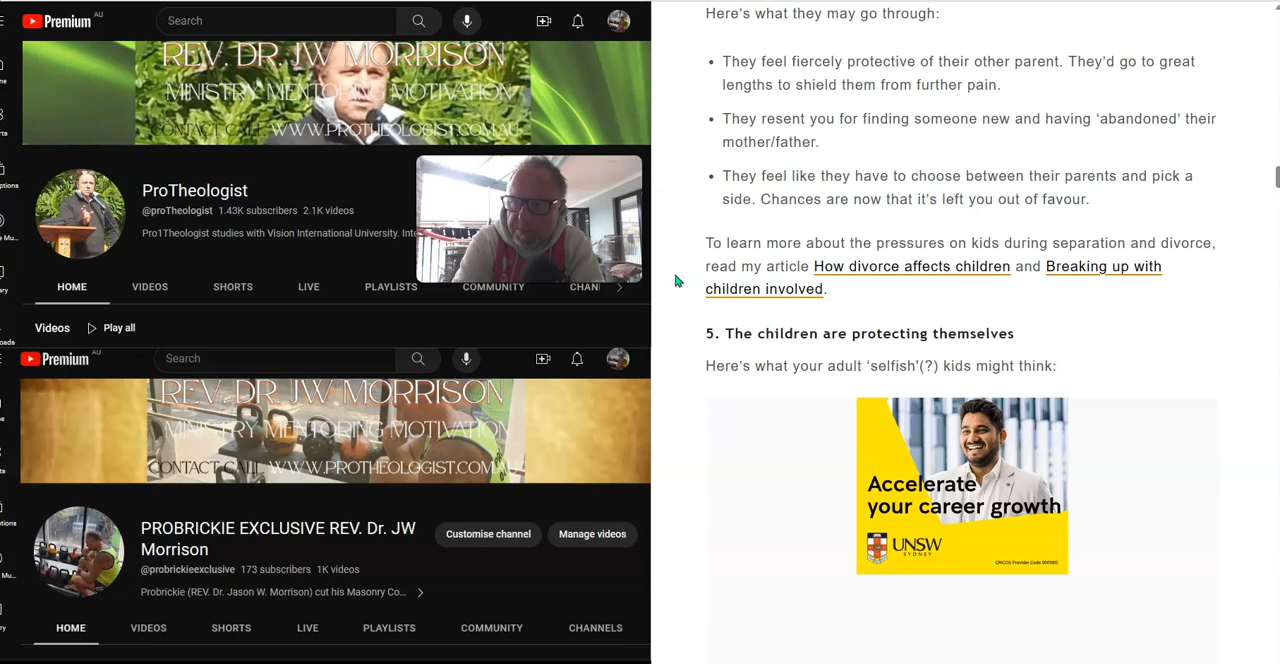 Premium AU
Search
REV. DR. JW MORRISON
MINISTRY MENTORING MOTIVATION
CONTACT CALL WWW.PROTHEOLOGIST.COM.AU
ProTheologist
@proTheologist 1.43K subscribers 2.1K videos
Pro1Theologist studies with Vision International University. Inte
HOME VIDEOS SHORTS LIVE PLAYLISTS COMMUNITY CHAN
Videos Play all
Premium AU
Search
REV. DR. JW MORRISON
MINISTRY MENTORING MOTIVATION
CONTACT CALL WWW.PROTHEOLOGIST.COM.AU
PROBRICKIE EXCLUSIVE REV. Dr. JW
Morrison
Customise channel
Manage videos
@probrickieexclusive 173 subscribers 1K videos
Probrickie (REV. Dr. Jason W. Morrison) cut his Masonry Co...
HOME VIDEOS SHORTS LIVE PLAYLISTS COMMUNITY CHANNELS
Here's what they may go through:
• They feel fiercely protective of their other parent. They'd go to great
lengths to shield them from further pain.
• They resent you for finding someone new and having ‘abandoned’ their
mother/father.
• They feel like they have to choose between their parents and pick a
side. Chances are now that it's left you out of favour.
To learn more about the pressures on kids during separation and divorce,
read my article How divorce affects children and Breaking up with
children involved.
5. The children are protecting themselves
Here's what your adult ‘selfish'(?) kids might think:
Accelerate
your career growth
UNSW
SYDNEY
CRICOS Provider Code 00098G